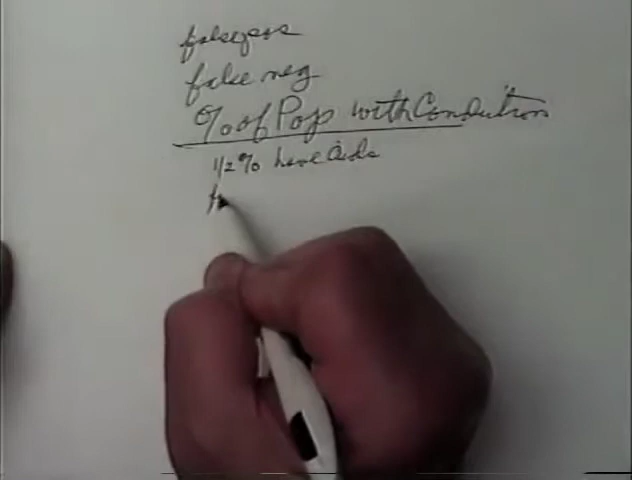 false pos
false neg
% of Pop with Condition
1/2% have Aids